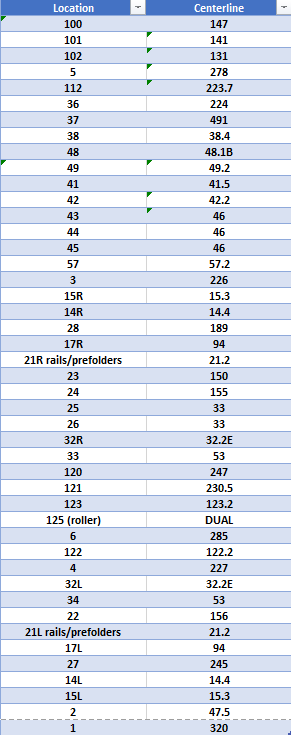 Location Centerline
100 147
101 141
102 131
5 278
112 223.7
36 224
37 491
38 38.4
48 48.1B
49 49.2
41 41.5
42 42.2
43 46
44 46
45 46
57 57.2
3 226
15R 15.3
14R 14.4
28 189
17R 94
21R rails/prefolders 21.2
23 150
24 155
25 33
26 33
32R 32.2E
33 53
120 247
121 230.5
123 123.2
125 (roller) DUAL
6 285
122 122.2
4 227
32L 32.2E
34 53
22 156
21L rails/prefolders 21.2
17L 94
27 245
14L 14.4
15L 15.3
2 47.5
1 320